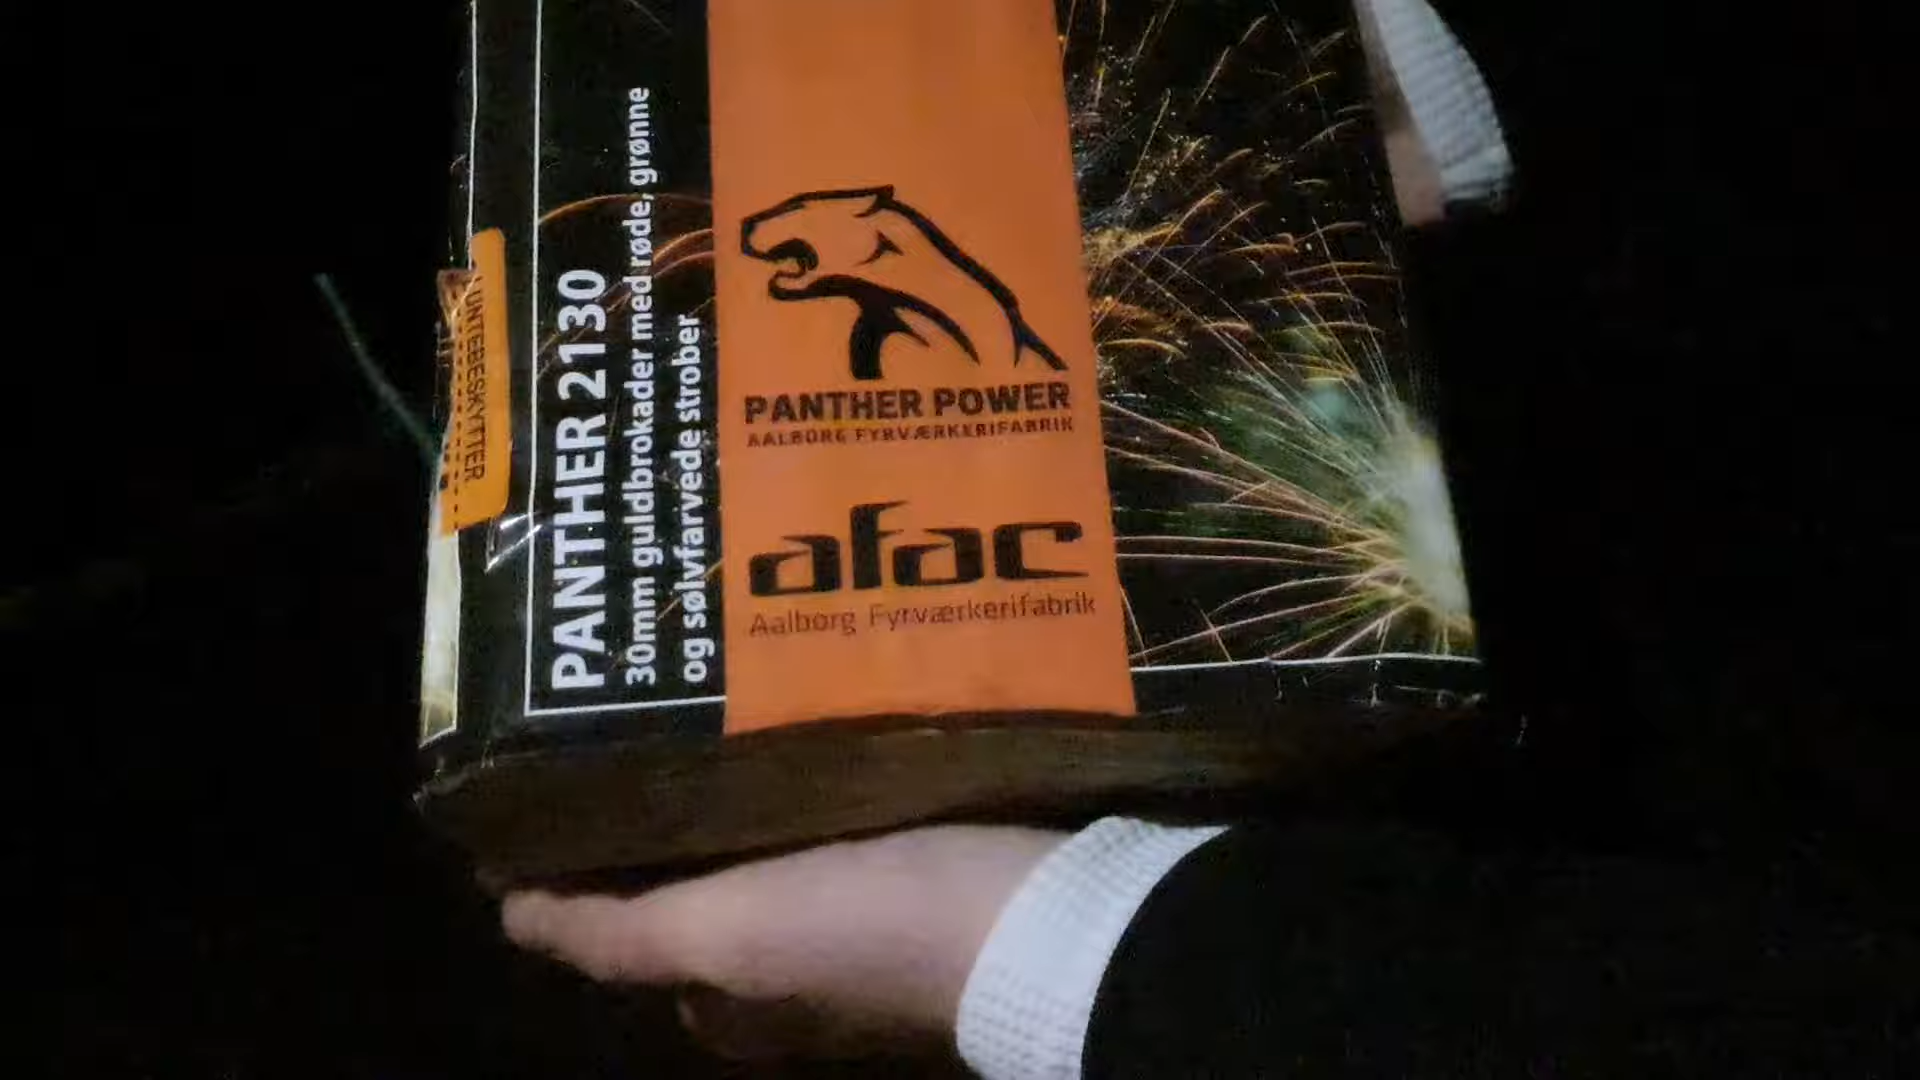 LUNTEBESKYTTER
PANTHER 2130
30mm guldbrokader med røde, grønne
og sølvfarvede strober
PANTHER POWER
AALBORG FYRVÆRKERIFABRIK
afac
Aalborg Fyrværkerifabrik